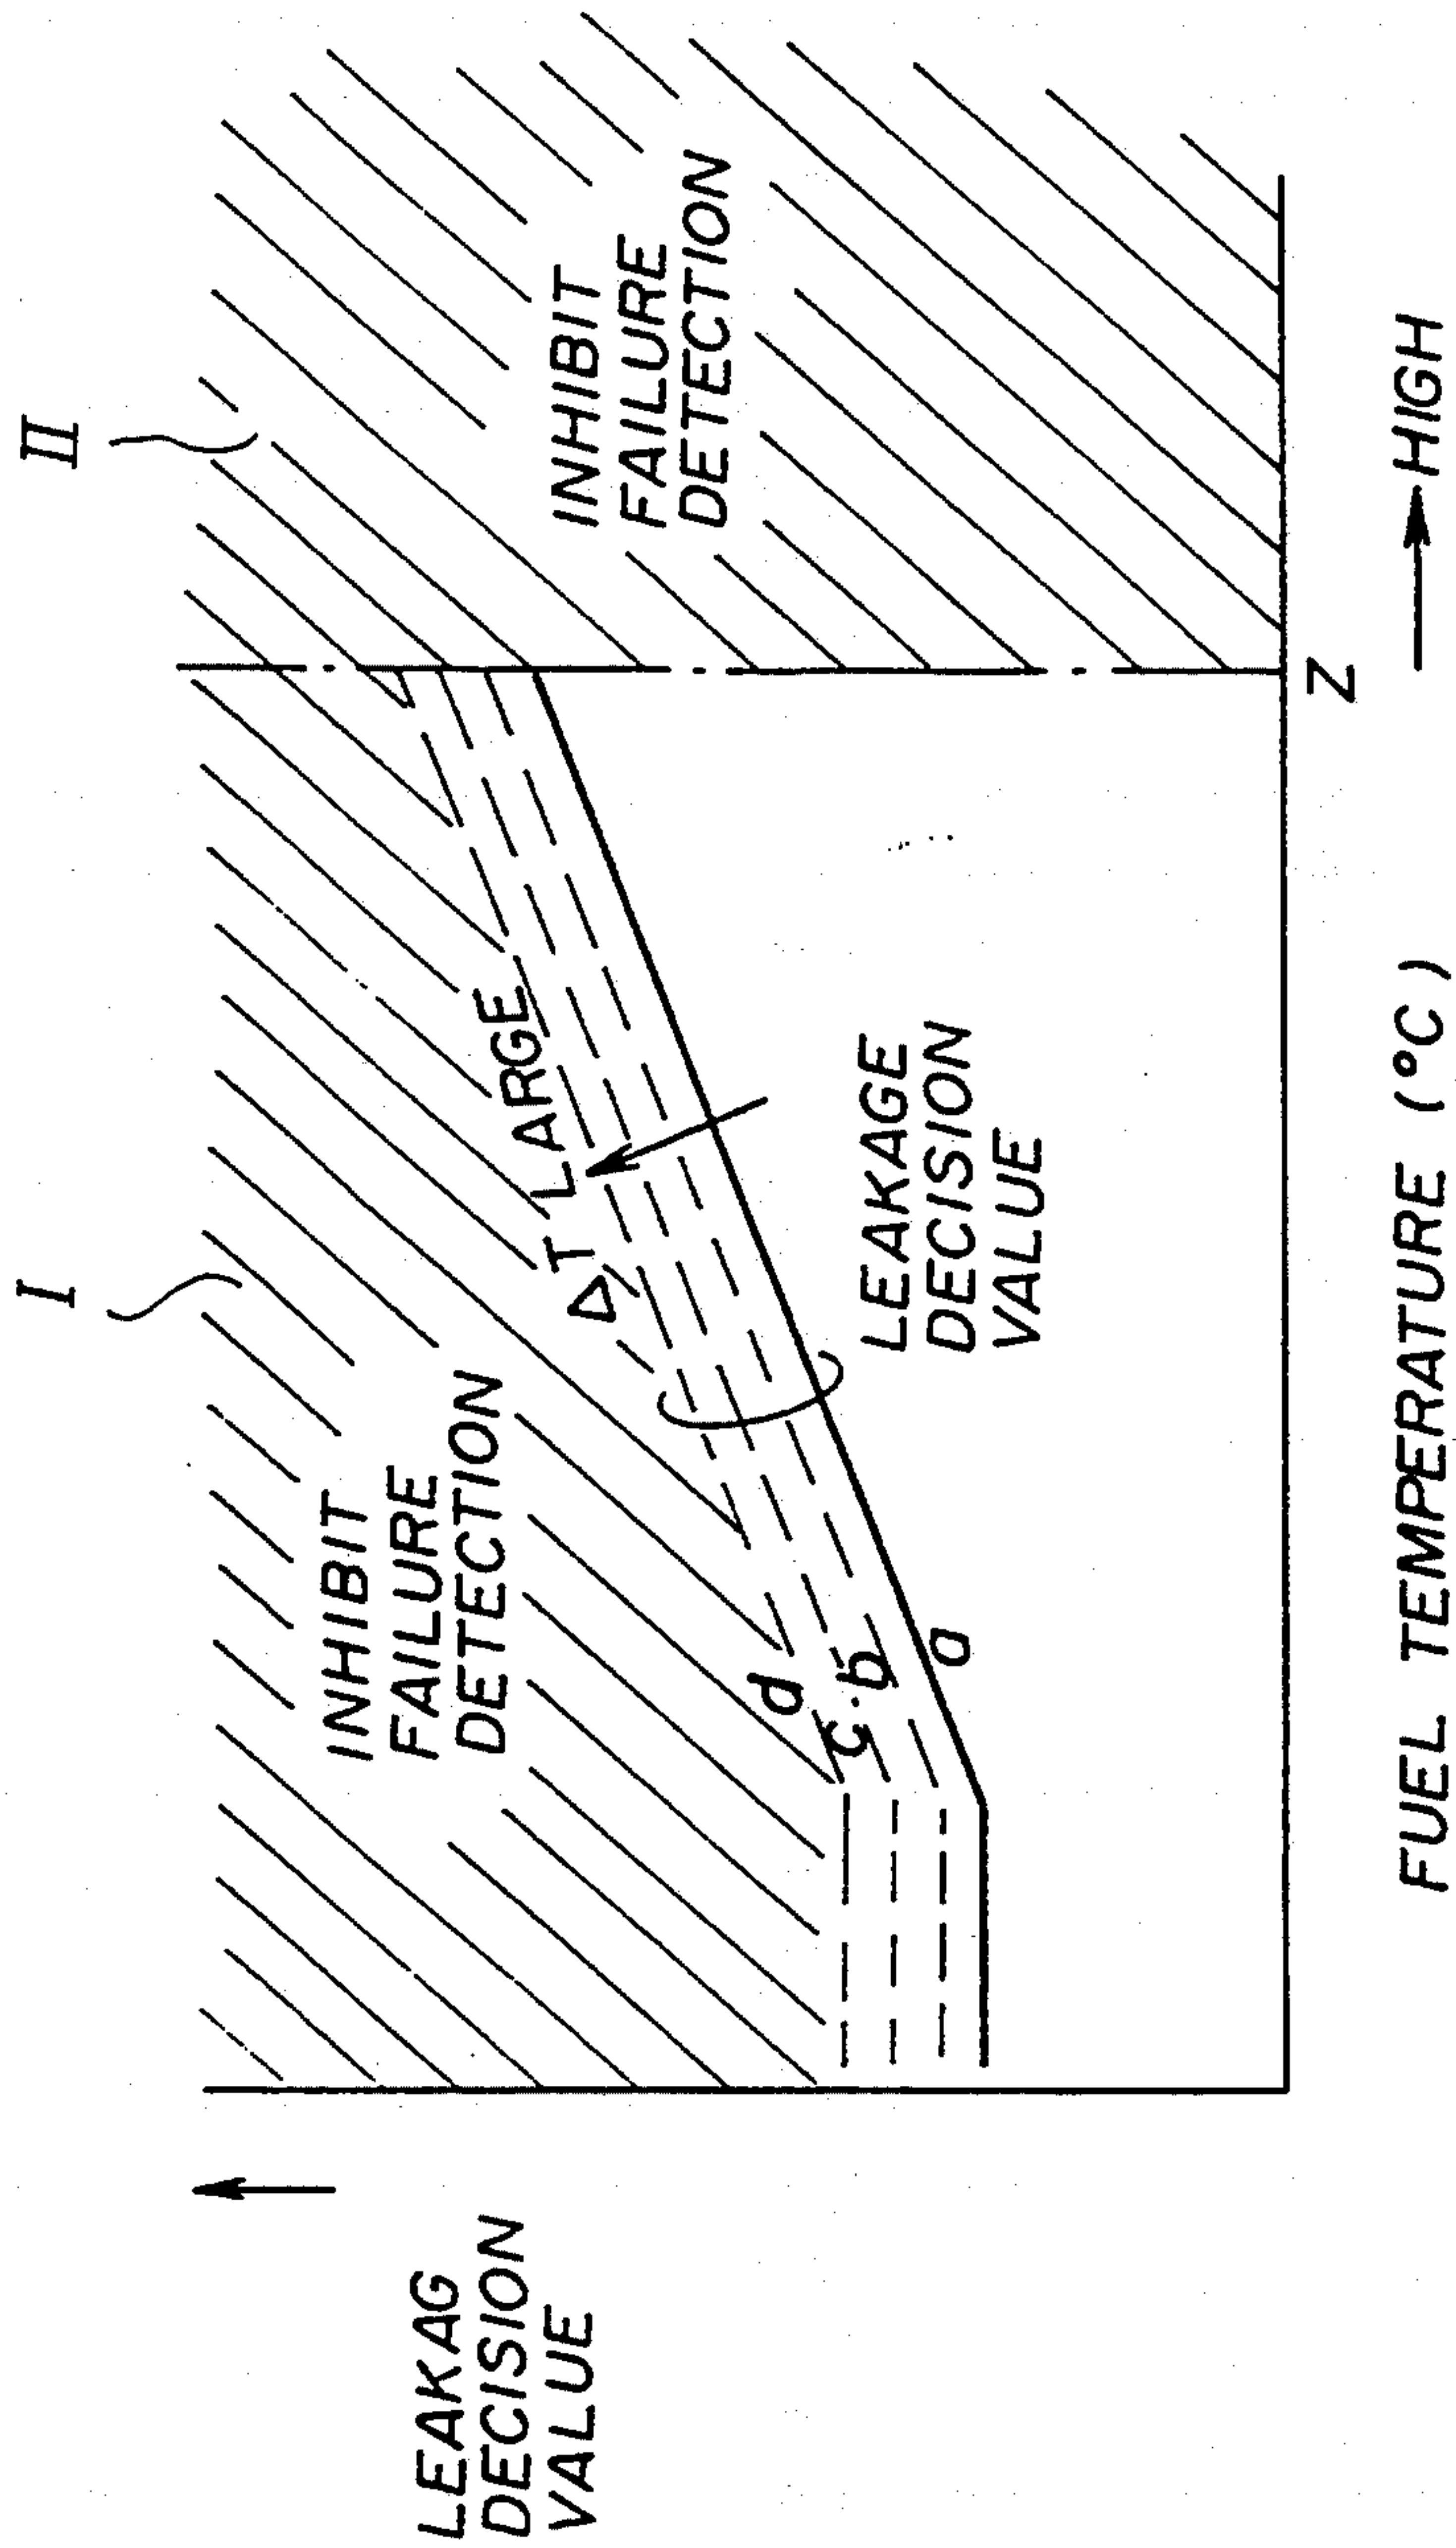 I
II
INHIBIT
FAILURE
DETECTION
INHIBIT
FAILURE
DETECTION
ΔT LARGE
LEAKAG
DECISION
VALUE
d
c
b
a
LEAKAGE
DECISION
VALUE
Z
FUEL TEMPERATURE (°C)
HIGH